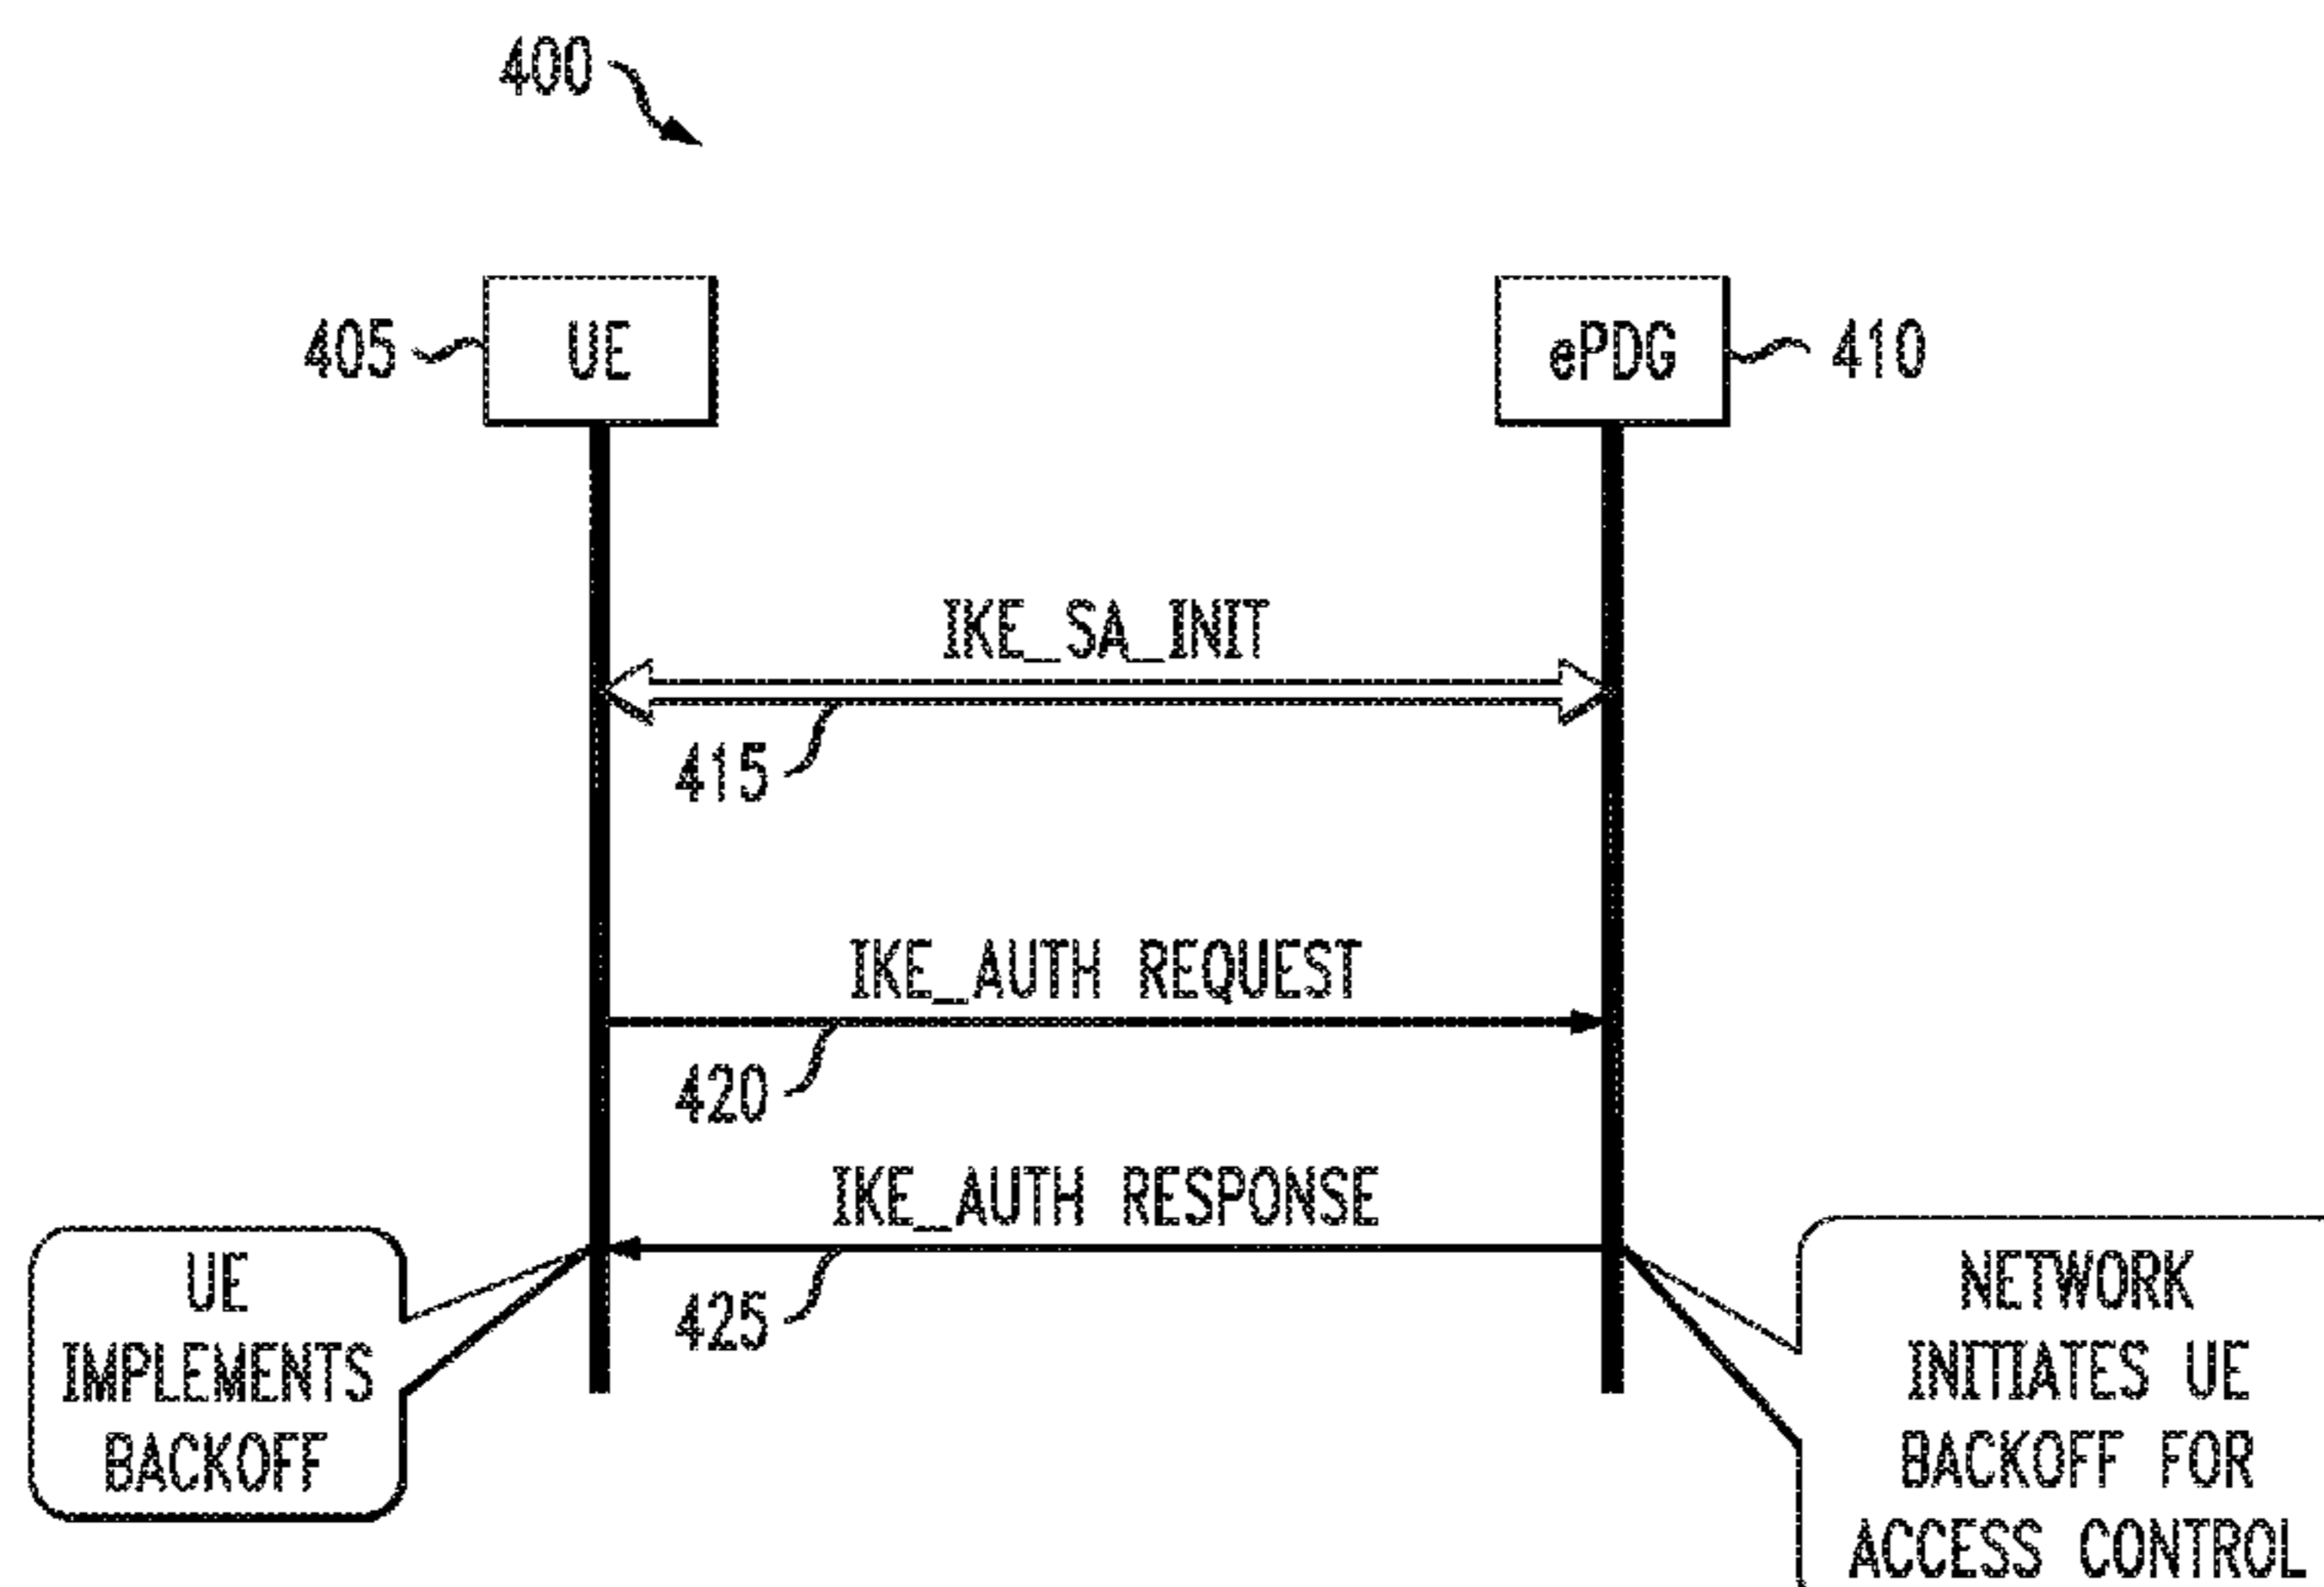 400
405
UE
ePDG
410
IKE_SA_INIT
415
IKE_AUTH REQUEST
420
IKE_AUTH RESPONSE
425
UE
IMPLEMENTS
BACKOFF
NETWORK
INITIATES UE
BACKOFF FOR
ACCESS CONTROL